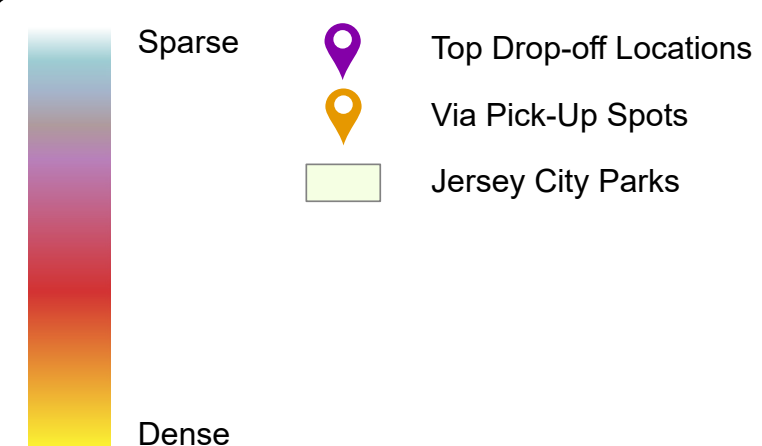 Sparse
Top Drop-off Locations
Via Pick-Up Spots
Jersey City Parks
Dense